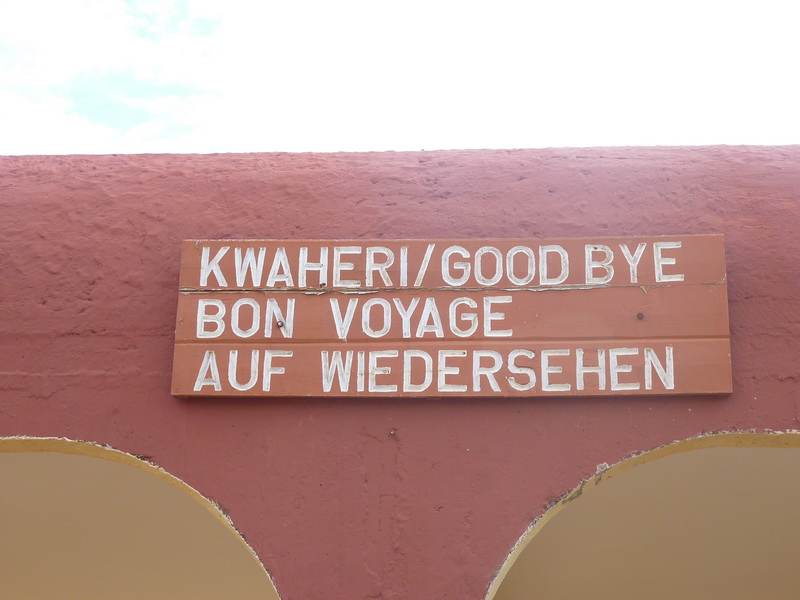 KWAHERI/GOOD BYE
BON VOYAGE
AUF WIEDERSEHEN